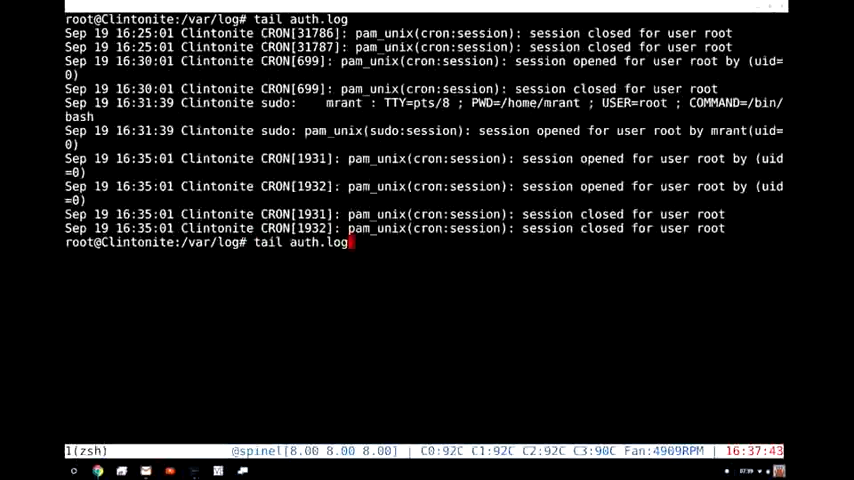 root@Clintonite:/var/log# tail auth.log
Sep 19 16:25:01 Clintonite CRON[31786]: pam_unix(cron:session): session closed for user root
Sep 19 16:25:01 Clintonite CRON[31787]: pam_unix(cron:session): session closed for user root
Sep 19 16:30:01 Clintonite CRON[699]: pam_unix(cron:session): session opened for user root by (uid=
0)
Sep 19 16:30:01 Clintonite CRON[699]: pam_unix(cron:session): session closed for user root
Sep 19 16:31:39 Clintonite sudo:    mrant : TTY=pts/8 ; PWD=/home/mrant ; USER=root ; COMMAND=/bin/
bash
Sep 19 16:31:39 Clintonite sudo: pam_unix(sudo:session): session opened for user root by mrant(uid=
0)
Sep 19 16:35:01 Clintonite CRON[1931]: pam_unix(cron:session): session opened for user root by (uid
=0)
Sep 19 16:35:01 Clintonite CRON[1932]: pam_unix(cron:session): session opened for user root by (uid
=0)
Sep 19 16:35:01 Clintonite CRON[1931]: pam_unix(cron:session): session closed for user root
Sep 19 16:35:01 Clintonite CRON[1932]: pam_unix(cron:session): session closed for user root
root@Clintonite:/var/log# tail auth.log
1(zsh) @spinel[8.00 8.00 8.00] | C0:92C C1:92C C2:92C C3:90C Fan:4909RPM | 16:37:43